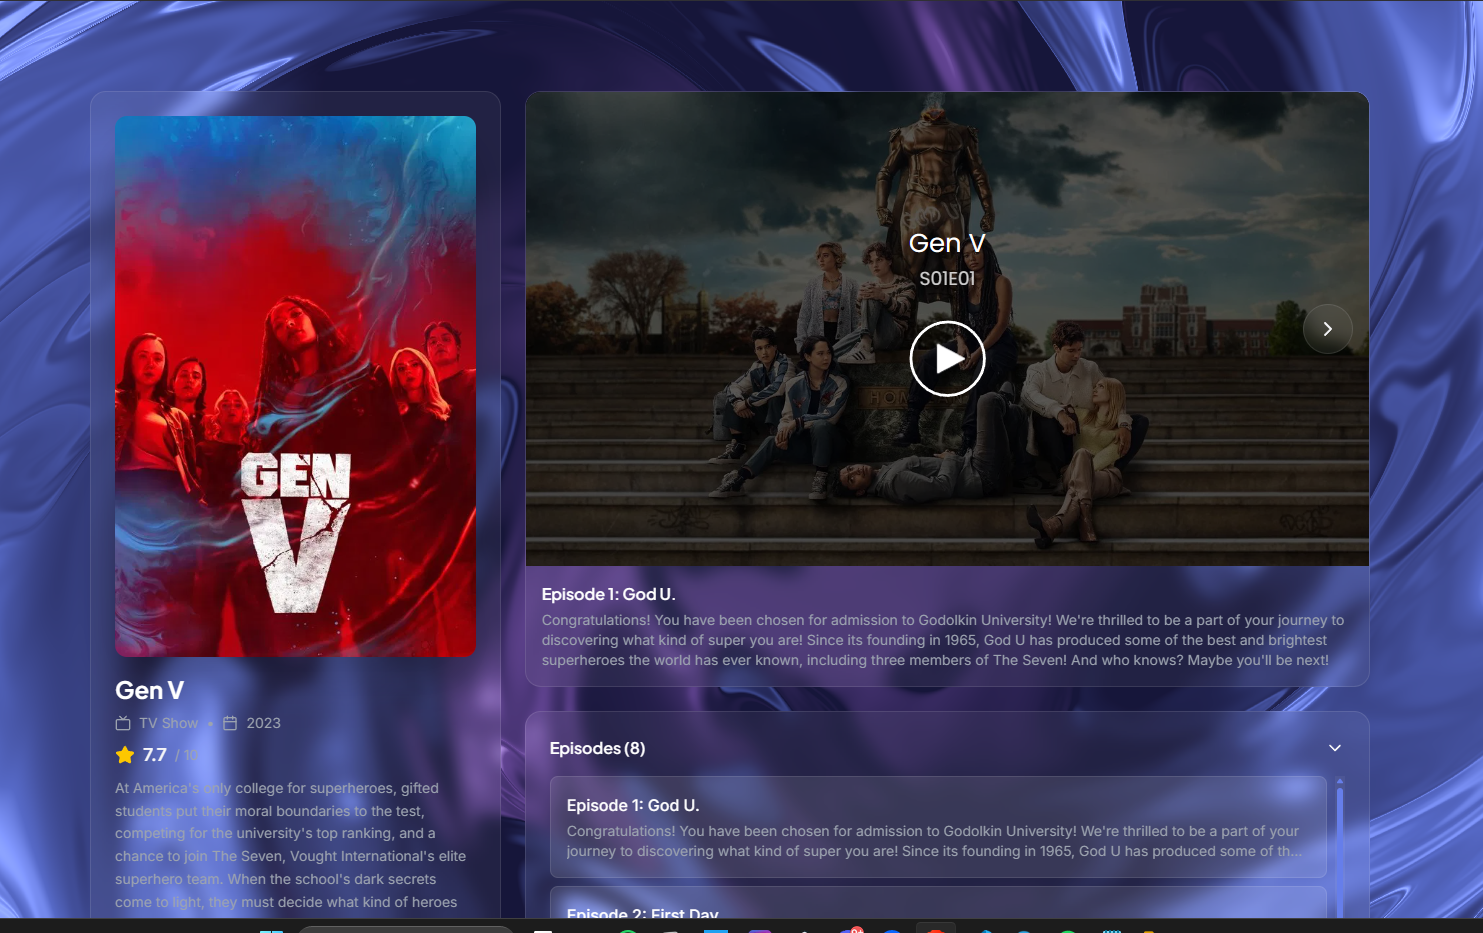 GEN
V
Gen V
TV Show • 2023
7.7 / 10
At America's only college for superheroes, gifted
students put their moral boundaries to the test,
competing for the university's top ranking, and a
chance to join The Seven, Vought International's elite
superhero team. When the school's dark secrets
come to light, they must decide what kind of heroes
Gen V
S01E01
HOM
Episode 1: God U.
Congratulations! You have been chosen for admission to Godolkin University! We're thrilled to be a part of your journey to
discovering what kind of super you are! Since its founding in 1965, God U has produced some of the best and brightest
superheroes the world has ever known, including three members of The Seven! And who knows? Maybe you'll be next!
Episodes (8)
Episode 1: God U.
Congratulations! You have been chosen for admission to Godolkin University! We're thrilled to be a part of your
journey to discovering what kind of super you are! Since its founding in 1965, God U has produced some of th...
Episode 2: First Day
9+